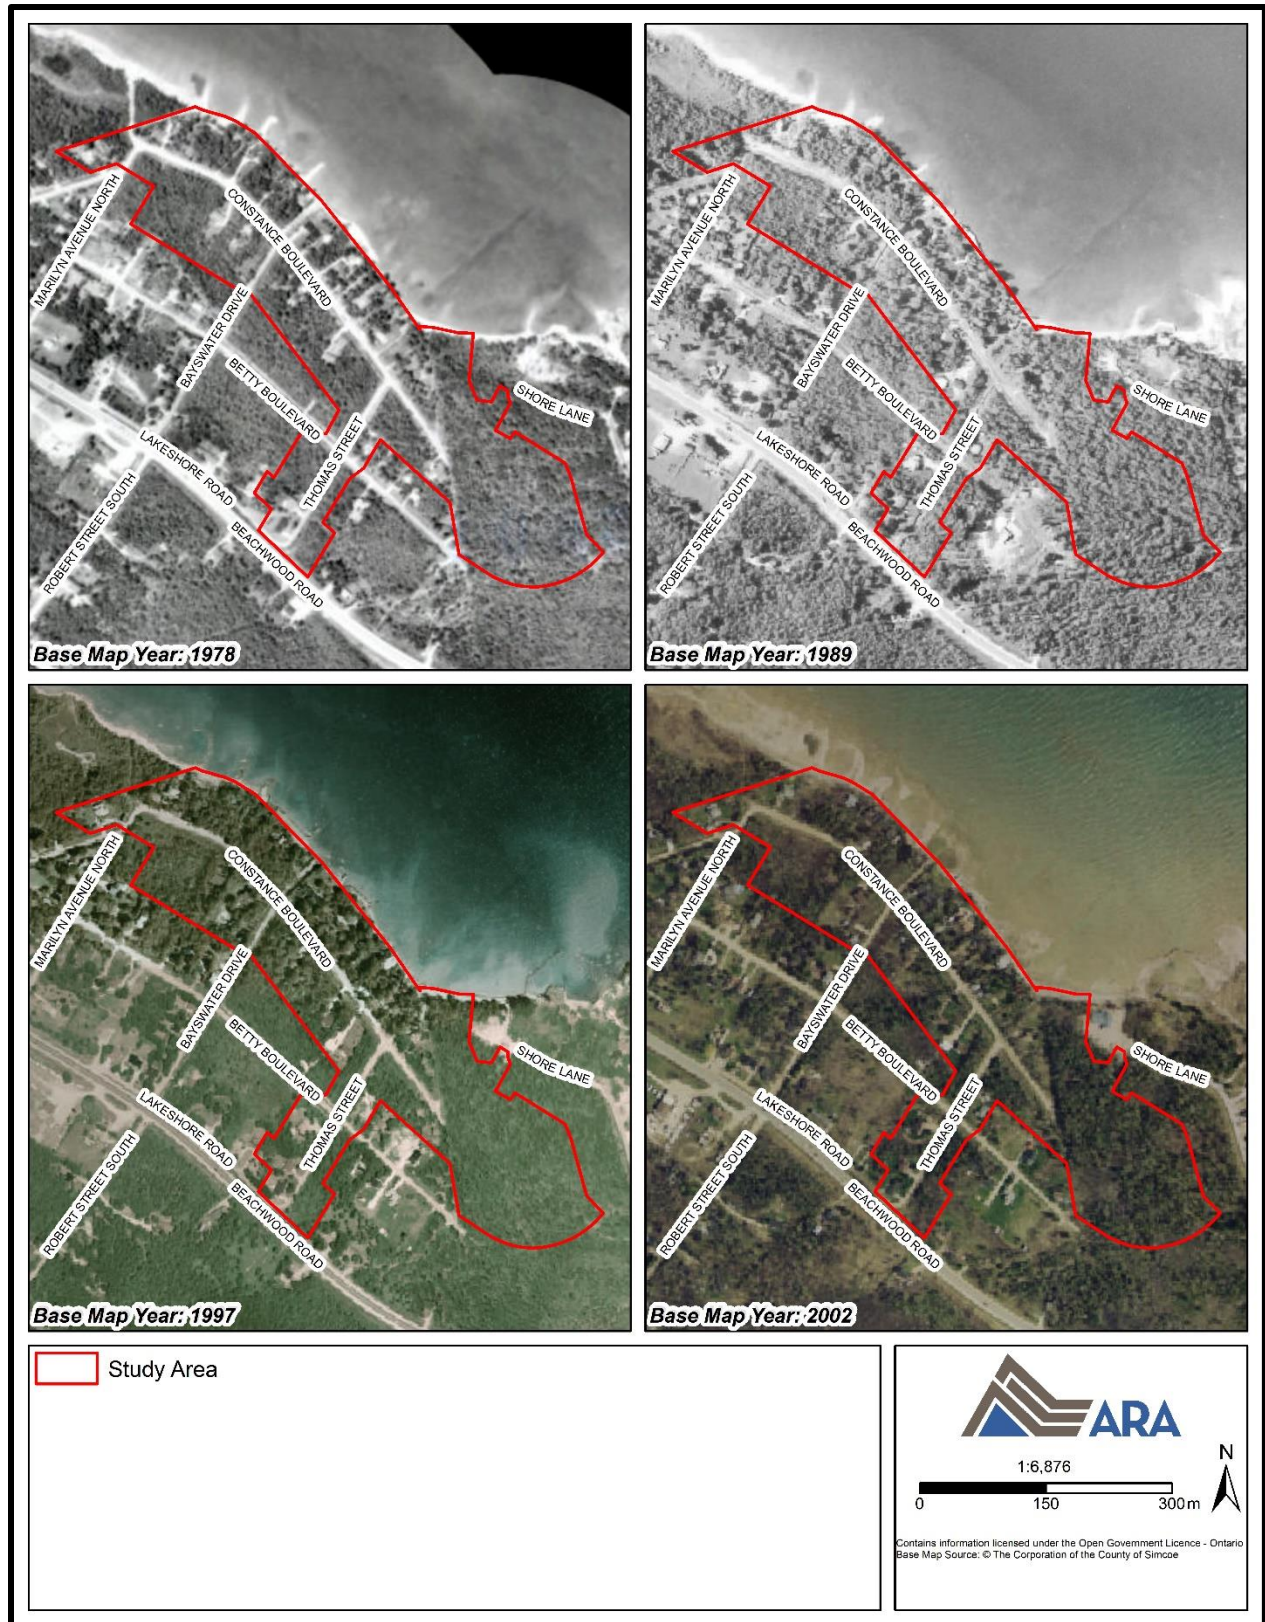 MARILYN AVENUE NORTH
CONSTANCE BOULEVARD
BAYSWATER DRIVE
BETTY BOULEVARD
SHORE LANE
LAKESHORE ROAD
THOMAS STREET
ROBERT STREET SOUTH
BEACHWOOD ROAD
Base Map Year: 1978
MARILYN AVENUE NORTH
CONSTANCE BOULEVARD
BAYSWATER DRIVE
BETTY BOULEVARD
SHORE LANE
LAKESHORE ROAD
THOMAS STREET
ROBERT STREET SOUTH
BEACHWOOD ROAD
Base Map Year: 1989
MARILYN AVENUE NORTH
CONSTANCE BOULEVARD
BAYSWATER DRIVE
BETTY BOULEVARD
SHORE LANE
LAKESHORE ROAD
THOMAS STREET
ROBERT STREET SOUTH
BEACHWOOD ROAD
Base Map Year: 1997
MARILYN AVENUE NORTH
CONSTANCE BOULEVARD
BAYSWATER DRIVE
BETTY BOULEVARD
SHORE LANE
LAKESHORE ROAD
THOMAS STREET
ROBERT STREET SOUTH
BEACHWOOD ROAD
Base Map Year: 2002
Study Area
ARA
1:6,876
N
0 150 300 m
Contains information licensed under the Open Government Licence - Ontario
Base Map Source: © The Corporation of the County of Simcoe